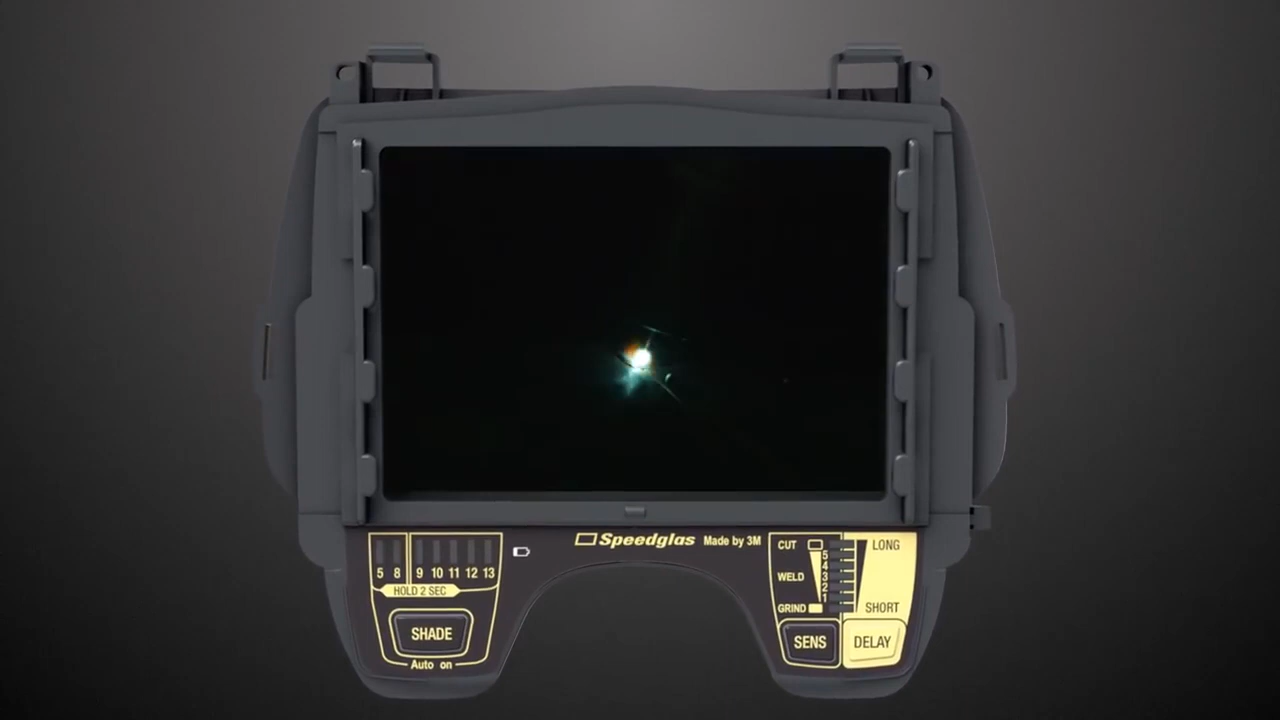 Speedglas Made by 3M
5 8 9 10 11 12 13
HOLD 2 SEC
SHADE
Auto on
CUT
WELD
GRIND
5
4
3
2
1
LONG
SHORT
SENS
DELAY